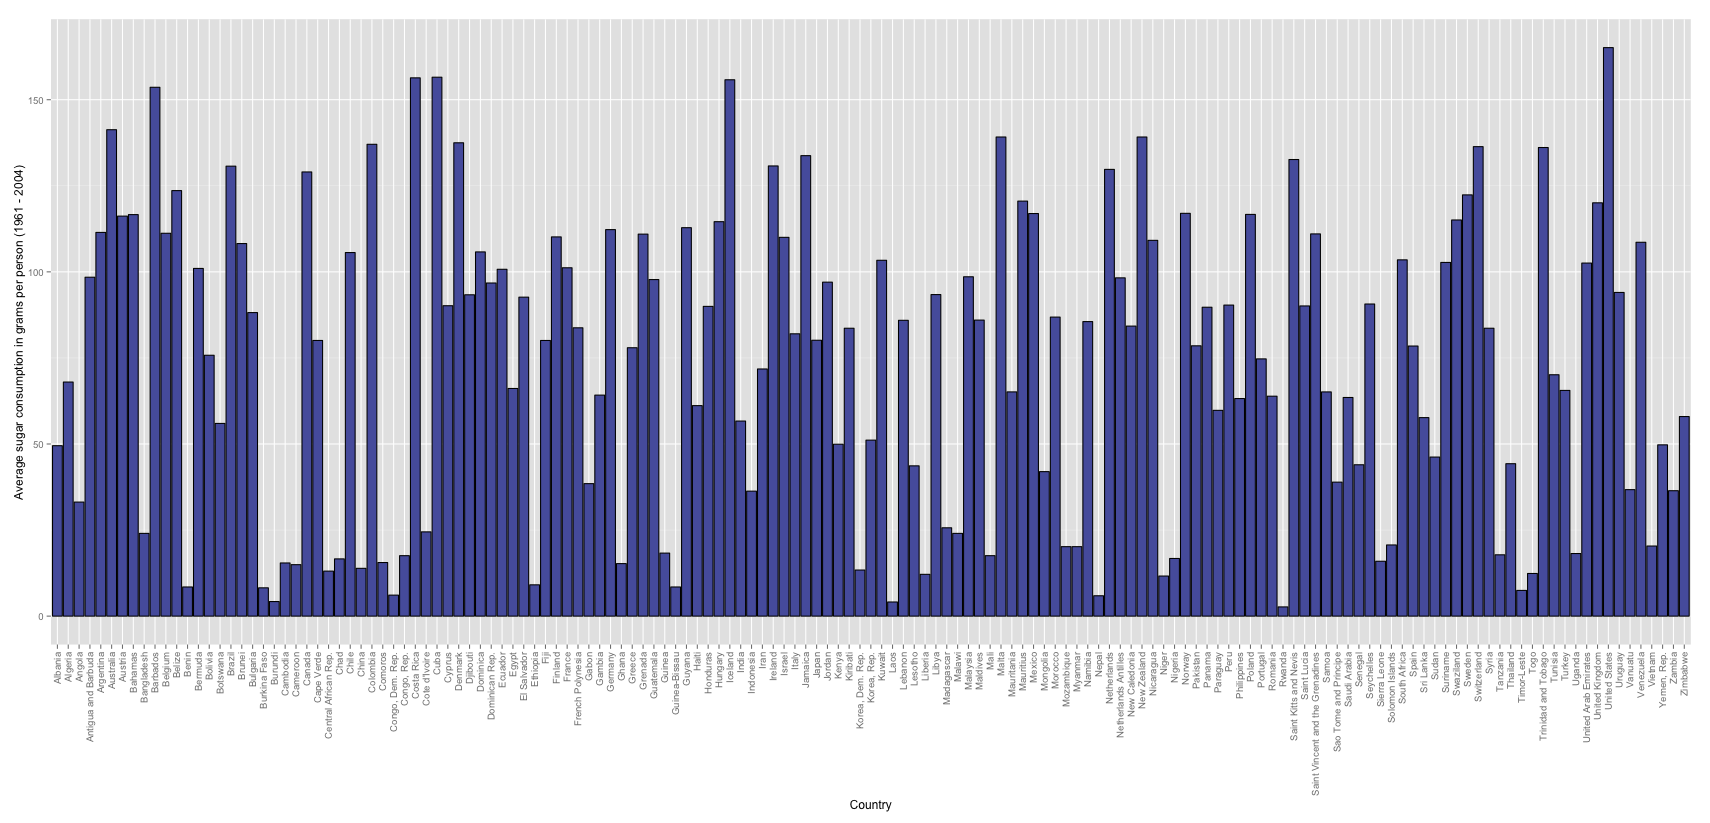 Average sugar consumption in grams per person (1961 - 2004)
150
100
50
0
Albania
Algeria
Angola
Antigua and Barbuda
Argentina
Australia
Austria
Bahamas
Bangladesh
Barbados
Belgium
Belize
Benin
Bermuda
Bolivia
Botswana
Brazil
Brunei
Bulgaria
Burkina Faso
Burundi
Cambodia
Cameroon
Canada
Cape Verde
Central African Rep.
Chad
Chile
China
Colombia
Comoros
Congo, Dem. Rep.
Congo, Rep.
Costa Rica
Cote d'Ivoire
Cuba
Cyprus
Denmark
Djibouti
Dominica
Dominican Rep.
Ecuador
Egypt
El Salvador
Ethiopia
Fiji
Finland
France
French Polynesia
Gabon
Gambia
Germany
Ghana
Greece
Grenada
Guatemala
Guinea
Guinea-Bissau
Guyana
Haiti
Honduras
Hungary
Iceland
India
Indonesia
Iran
Ireland
Israel
Italy
Jamaica
Japan
Jordan
Kenya
Kiribati
Korea, Dem. Rep.
Korea, Rep.
Kuwait
Laos
Lebanon
Lesotho
Liberia
Libya
Madagascar
Malawi
Malaysia
Maldives
Mali
Malta
Mauritania
Mauritius
Mexico
Mongolia
Morocco
Mozambique
Myanmar
Namibia
Nepal
Netherlands
Netherlands Antilles
New Caledonia
New Zealand
Nicaragua
Niger
Nigeria
Norway
Pakistan
Panama
Paraguay
Peru
Philippines
Poland
Portugal
Romania
Rwanda
Saint Kitts and Nevis
Saint Lucia
Saint Vincent and the Grenadines
Samoa
Sao Tome and Principe
Saudi Arabia
Senegal
Seychelles
Sierra Leone
Solomon Islands
South Africa
Spain
Sri Lanka
Sudan
Suriname
Swaziland
Sweden
Switzerland
Syria
Tanzania
Thailand
Timor-Leste
Togo
Trinidad and Tobago
Tunisia
Turkey
Uganda
United Arab Emirates
United Kingdom
United States
Uruguay
Vanuatu
Venezuela
Vietnam
Yemen, Rep.
Zambia
Zimbabwe
Country